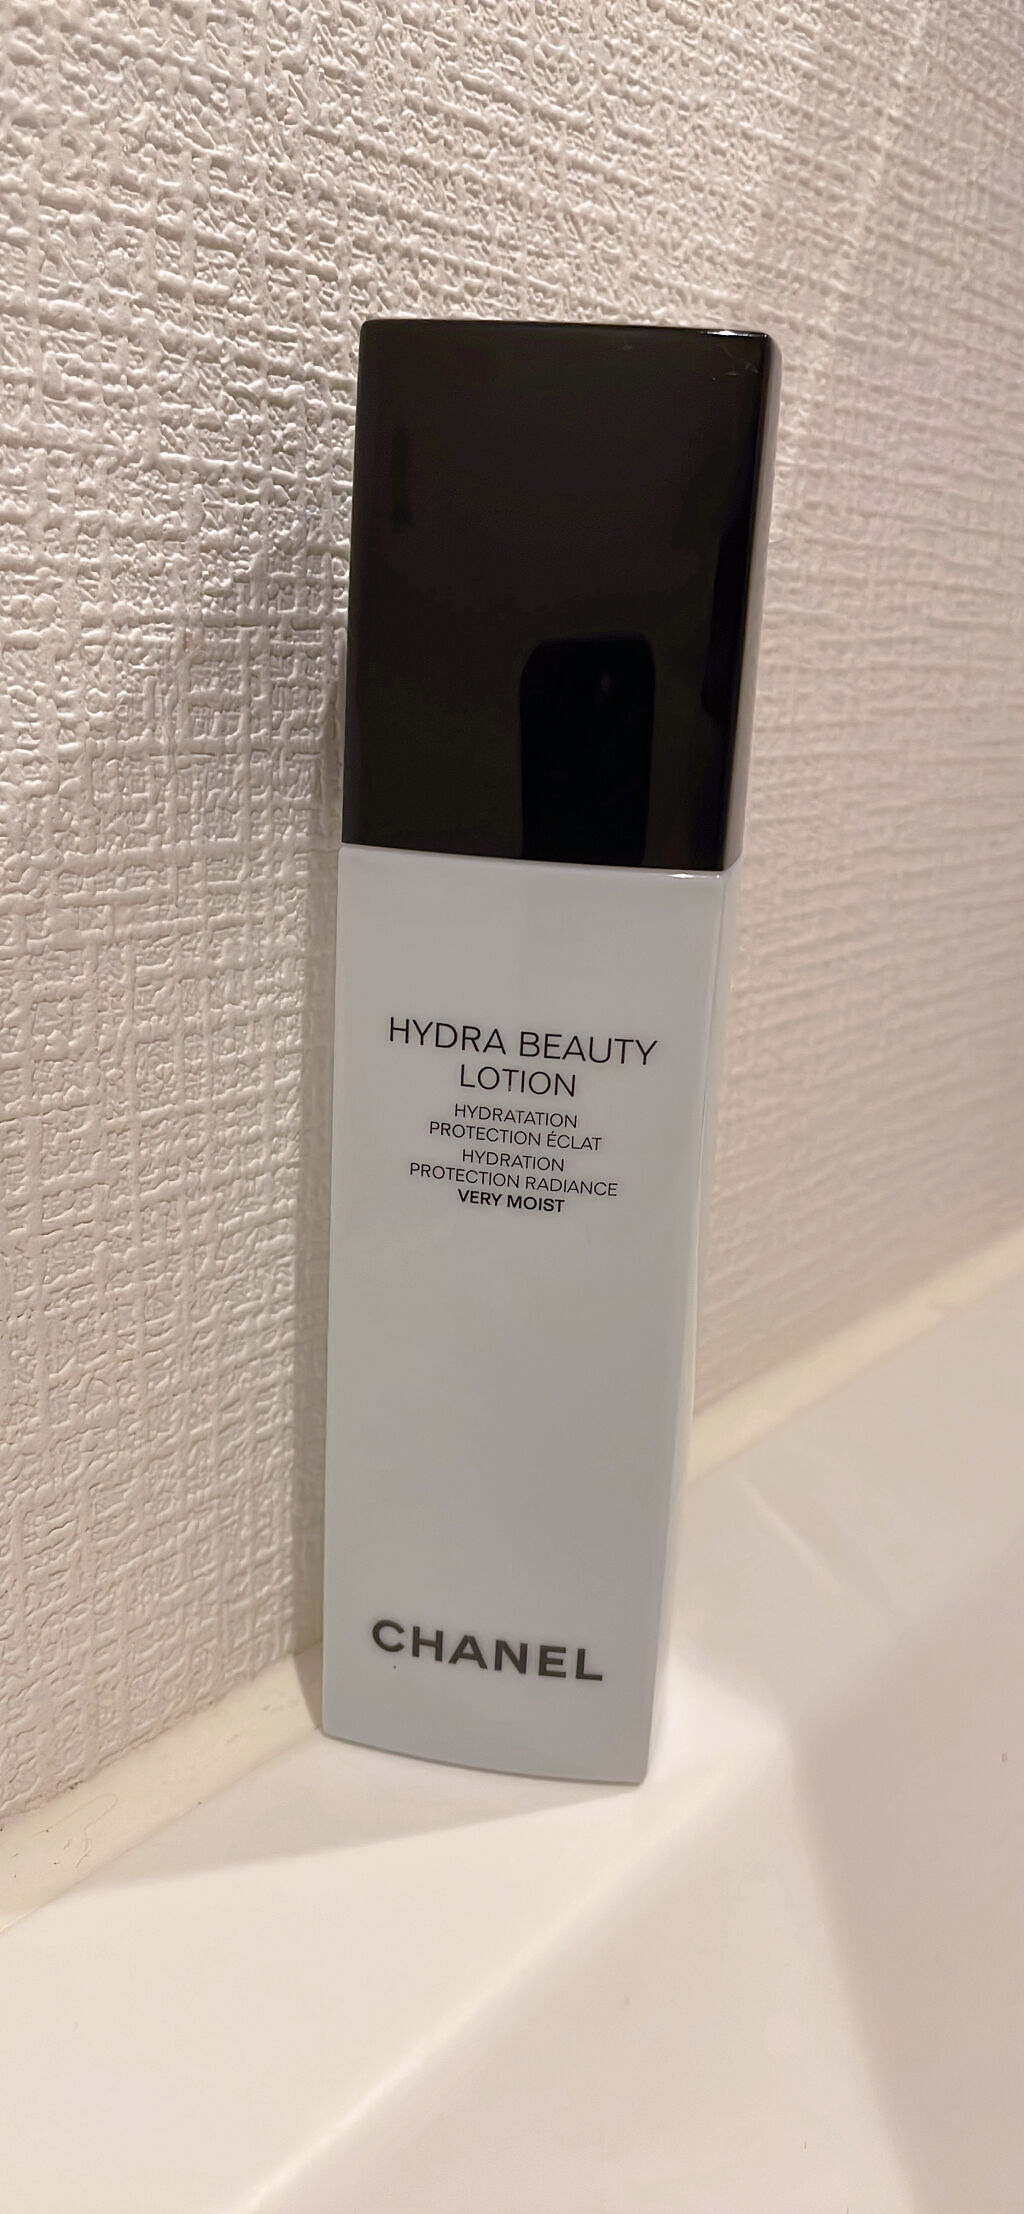 HYDRA BEAUTY
LOTION
HYDRATATION
PROTECTION ÉCLAT
HYDRATION
PROTECTION RADIANCE
VERY MOIST
CHANEL